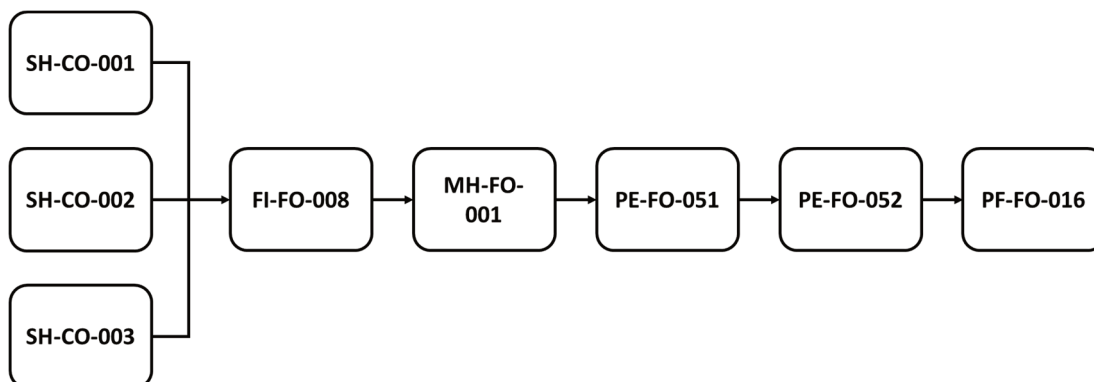 SH-CO-001
SH-CO-002
SH-CO-003
FI-FO-008
MH-FO-
001
PE-FO-051
PE-FO-052
PF-FO-016